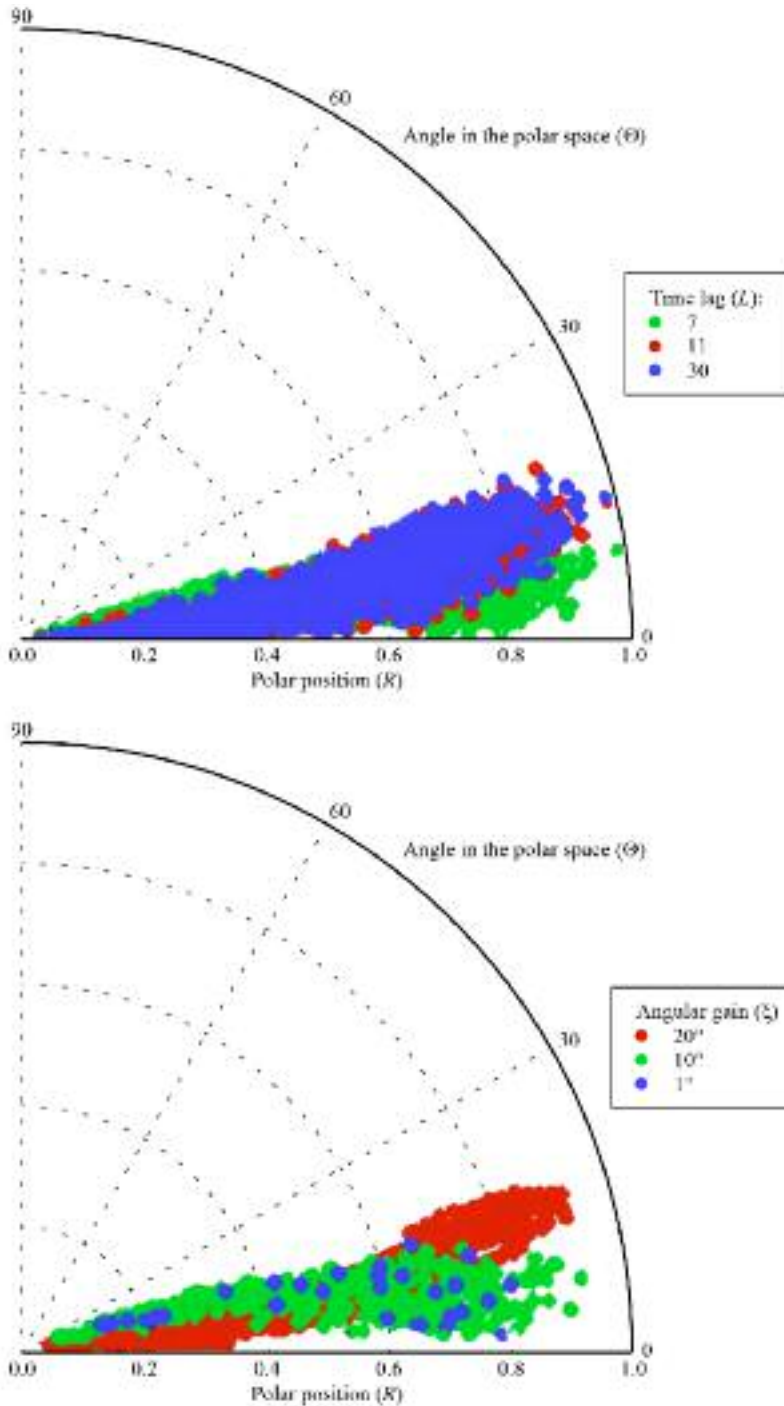 90
60
Angle in the polar space (Θ)
Time lag (L):
7
11
30
30
0
0.0 0.2 0.4 0.6 0.8 1.0
Polar position (R)
90
60
Angle in the polar space (Θ)
Angular gain (ξ)
20°
10°
1°
30
0
0.0 0.2 0.4 0.6 0.8 1.0
Polar position (R)